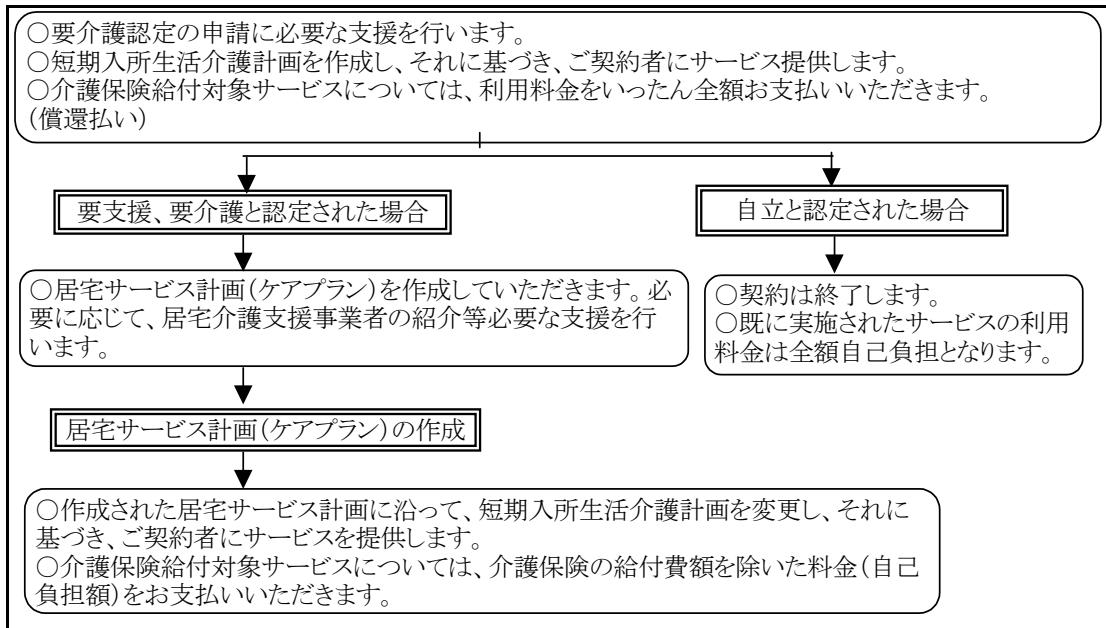 ○要介護認定の申請に必要な支援を行います。
○短期入所生活介護計画を作成し、それに基づき、ご契約者にサービス提供します。
○介護保険給付対象サービスについては、利用料金をいったん全額お支払いいただきます。
(償還払い)
要支援、要介護と認定された場合
自立と認定された場合
○居宅サービス計画(ケアプラン)を作成していただきます。必
要に応じて、居宅介護支援事業者の紹介等必要な支援を行
います。
○契約は終了します。
○既に実施されたサービスの利用
料金は全額自己負担となります。
居宅サービス計画(ケアプラン)の作成
○作成された居宅サービス計画に沿って、短期入所生活介護計画を変更し、それに
基づき、ご契約者にサービスを提供します。
○介護保険給付対象サービスについては、介護保険の給付費額を除いた料金(自己
負担額)をお支払いいただきます。